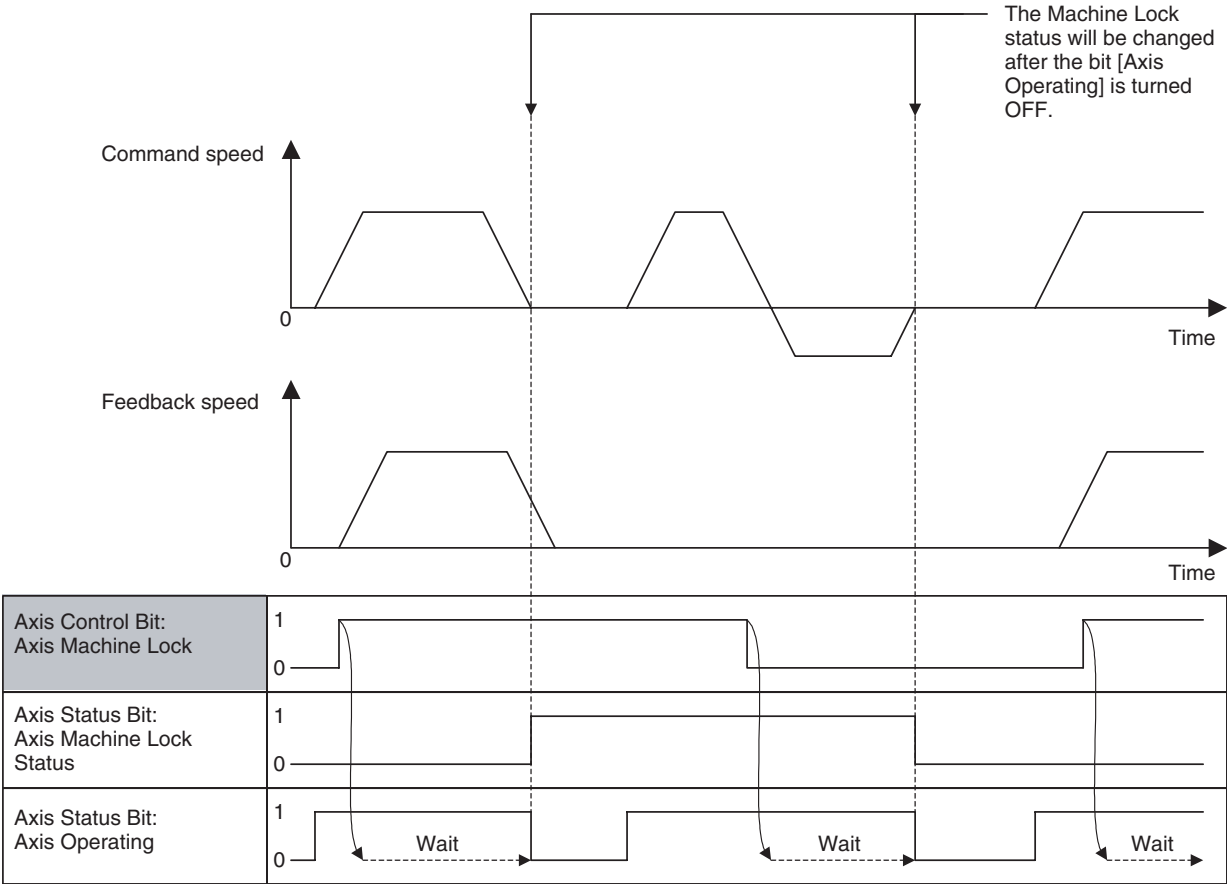 The Machine Lock
status will be changed
after the bit [Axis
Operating] is turned
OFF.
Command speed
0
Time
Feedback speed
0
Time
Axis Control Bit:
Axis Machine Lock
1
0
Axis Status Bit:
Axis Machine Lock
Status
1
0
Axis Status Bit:
Axis Operating
1
0
Wait
Wait
Wait